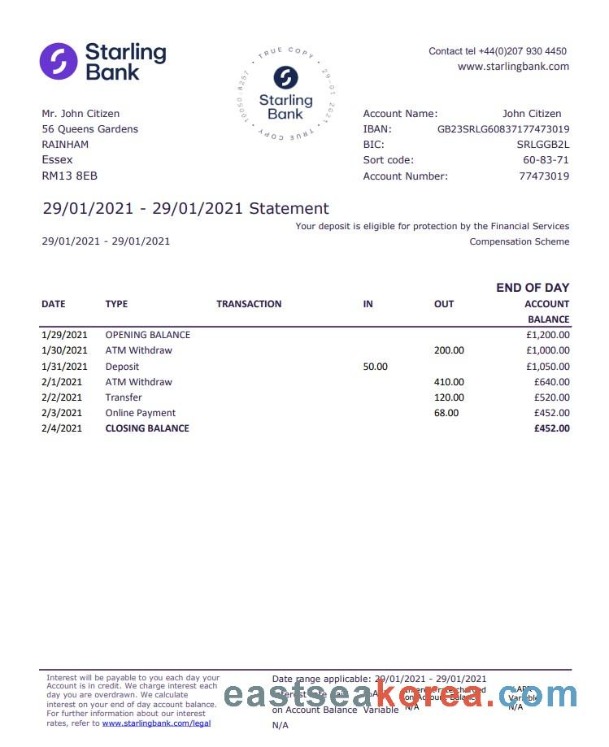 Starling
Bank
· TRUE COPY · 29-01-2021 · TRUE COPY ·
Starling
Bank
Contact tel +44(0)207 930 4450
www.starlingbank.com
Mr. John Citizen
56 Queens Gardens
RAINHAM
Essex
RM13 8EB
Account Name: John Citizen
IBAN: GB23SRLG60837177473019
BIC: SRLGGB2L
Sort code: 60-83-71
Account Number: 77473019
29/01/2021 - 29/01/2021 Statement
Your deposit is eligible for protection by the Financial Services
29/01/2021 - 29/01/2021 Compensation Scheme
END OF DAY
DATE TYPE TRANSACTION IN OUT ACCOUNT
BALANCE
1/29/2021 OPENING BALANCE £1,200.00
1/30/2021 ATM Withdraw 200.00 £1,000.00
1/31/2021 Deposit 50.00 £1,050.00
2/1/2021 ATM Withdraw 410.00 £640.00
2/2/2021 Transfer 120.00 £520.00
2/3/2021 Online Payment 68.00 £452.00
2/4/2021 CLOSING BALANCE £452.00
Interest will be payable to you each day your
Account is in credit. We charge interest each
day you are overdrawn. We calculate
interest on your end of day account balance.
For further information about our interest
rates, refer to www.starlingbank.com/legal
Date range applicable: 29/01/2021 - 29/01/2021
on Account Balance Variable
N/A
on Account Balance
N/A
Variable
N/A
eastseakorea.com